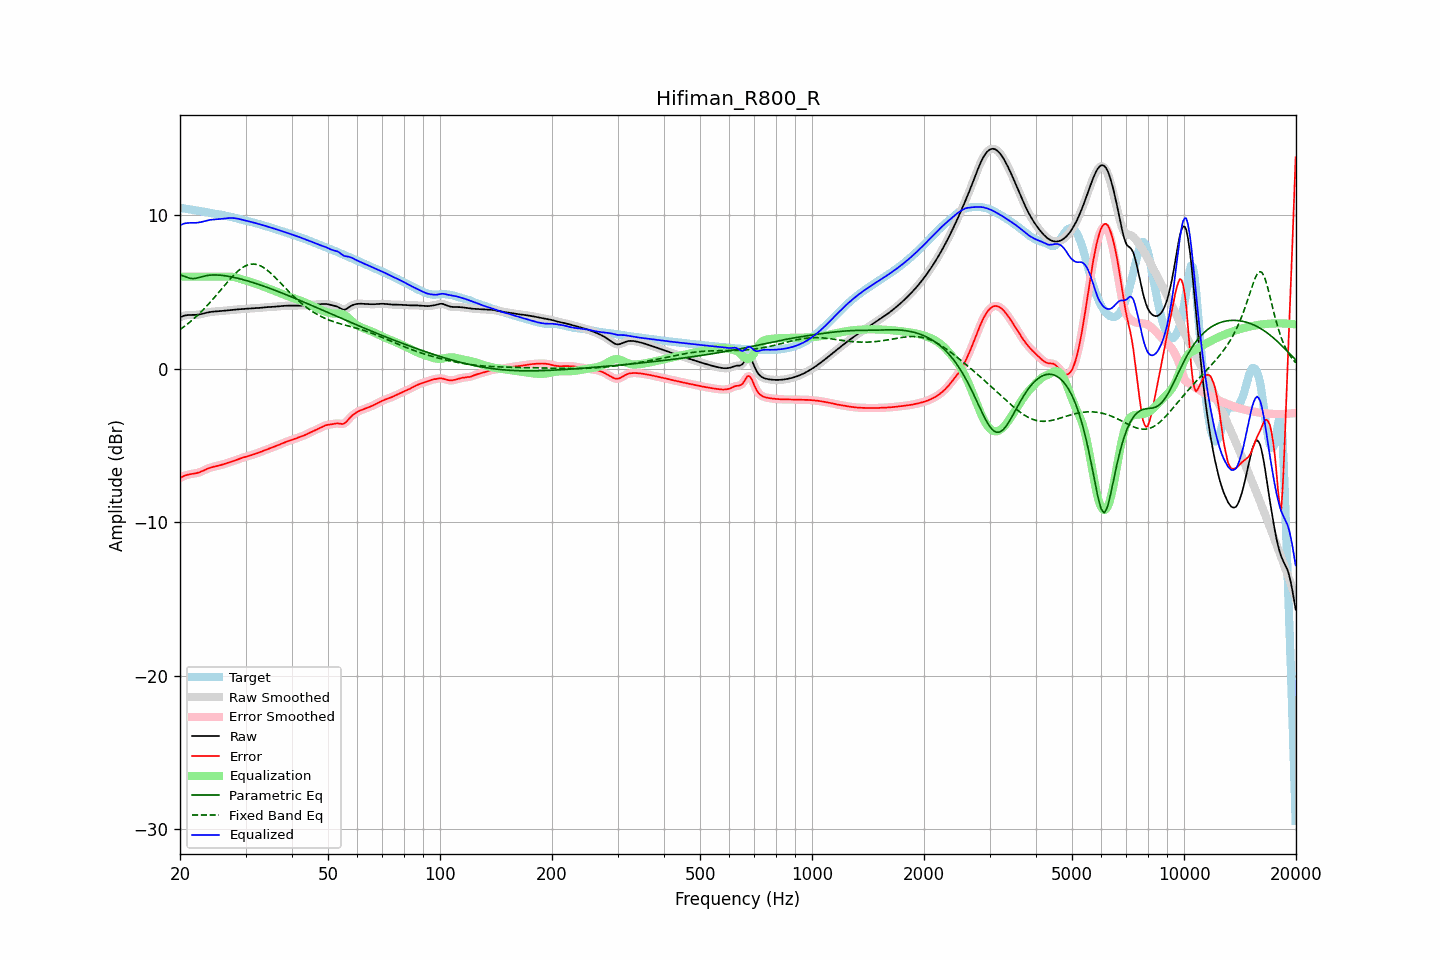 Hifiman_R800_R
Amplitude (dBr)
10
0
−10
−20
−30
Target
Raw Smoothed
Error Smoothed
Raw
Error
Equalization
Parametric Eq
Fixed Band Eq
Equalized
20 50 100 200 500 1000 2000 5000 10000 20000
Frequency (Hz)